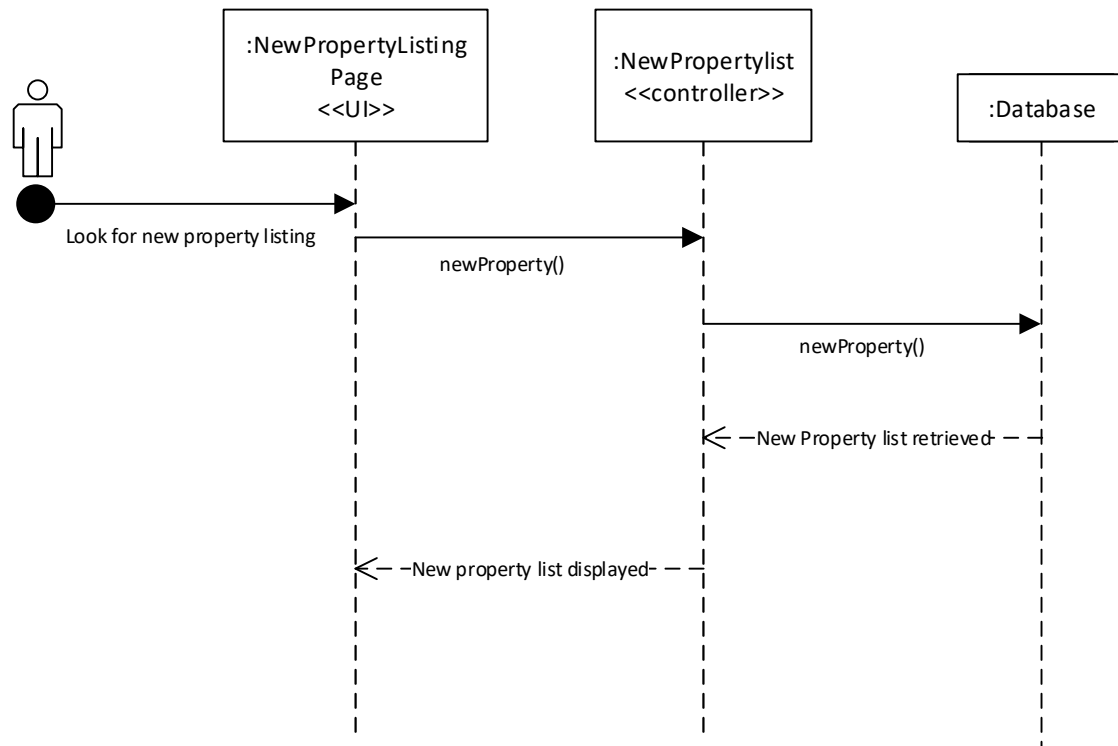 :NewPropertyListing
Page
<<UI>>
:NewPropertylist
<<controller>>
:Database
Look for new property listing
newProperty()
newProperty()
New Property list retrieved
New property list displayed